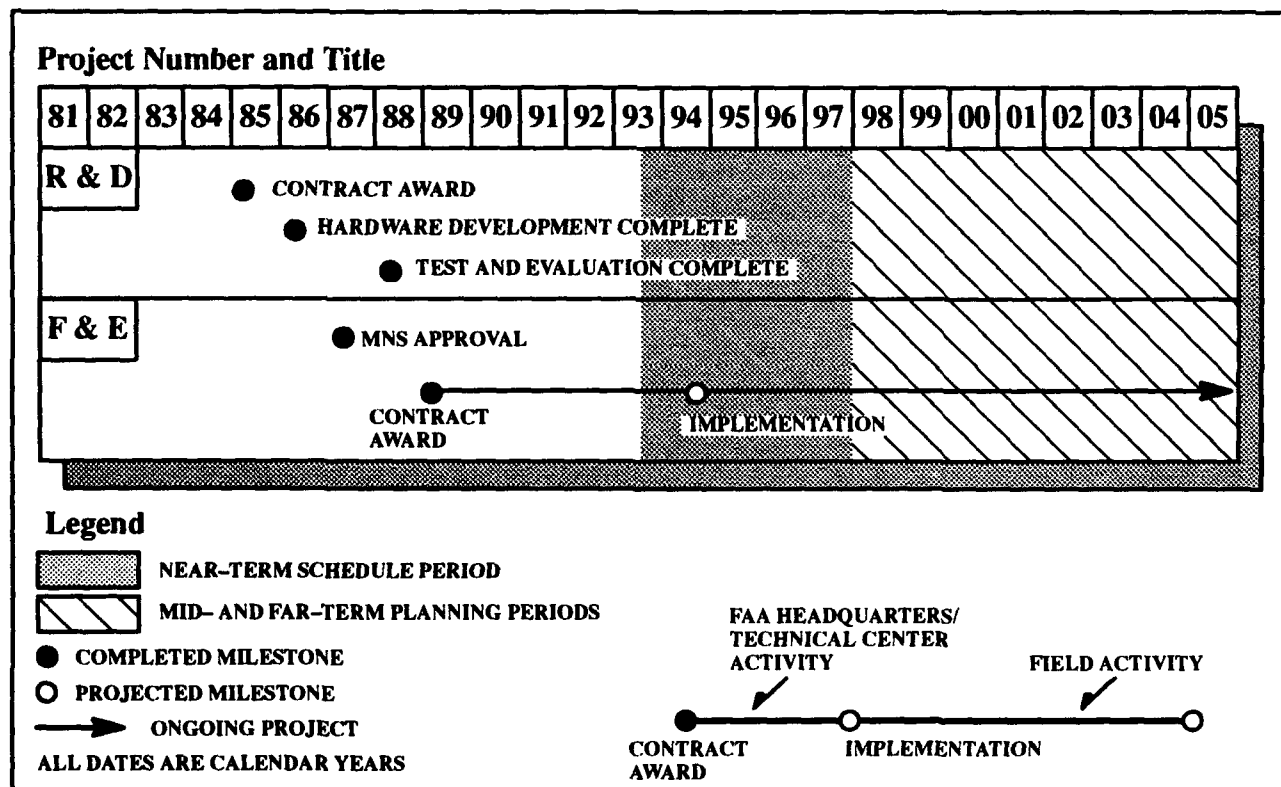 Project Number and Title
81 82 83 84 85 86 87 88 89 90 91 92 93 94 95 96 97 98 99 00 01 02 03 04 05
R & D
CONTRACT AWARD
HARDWARE DEVELOPMENT COMPLETE
TEST AND EVALUATION COMPLETE
F & E
MNS APPROVAL
CONTRACT
AWARD
IMPLEMENTATION
Legend
NEAR–TERM SCHEDULE PERIOD
MID– AND FAR–TERM PLANNING PERIODS
COMPLETED MILESTONE
PROJECTED MILESTONE
ONGOING PROJECT
ALL DATES ARE CALENDAR YEARS
FAA HEADQUARTERS/
TECHNICAL CENTER
ACTIVITY
FIELD ACTIVITY
CONTRACT
AWARD
IMPLEMENTATION